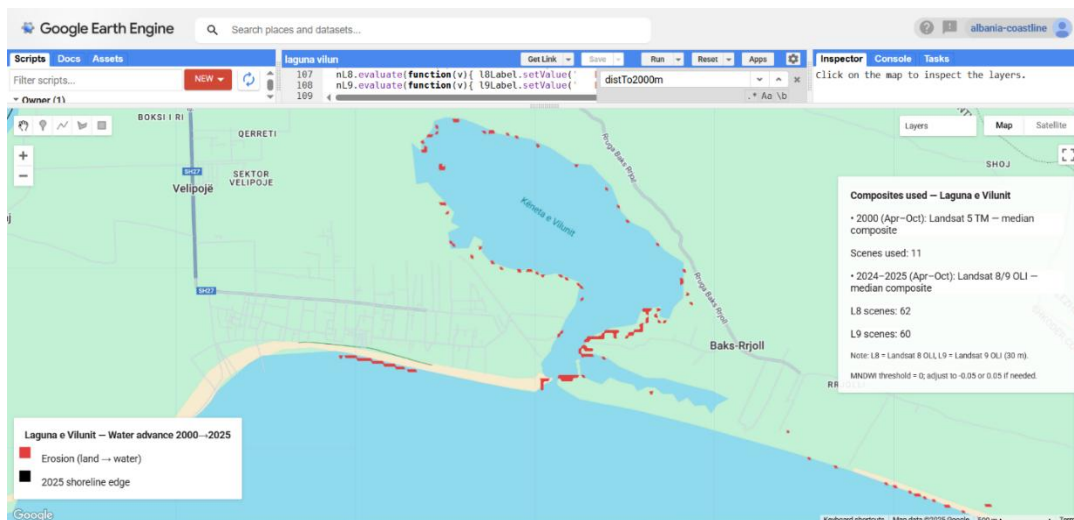 Google Earth Engine
Search places and datasets...
albania-coastline
Scripts Docs Assets
Filter scripts...
NEW
Owner (1)
laguna vilun
Get Link
Save
Run
Reset
Apps
107 nL8.evaluate(function(v){ l8Label.setValue('
108 nL9.evaluate(function(v){ l9Label.setValue('
109
distTo2000m
.* Aa \b
Inspector Console Tasks
Click on the map to inspect the layers.
BOKSI I RI
QERRETI
SH27
SEKTOR
VELIPOJE
Velipojë
SH27
Rruga Baks Rrjoll
Këneta e Vilunit
Rruga Baks Rrjoll
Baks-Rrjoll
Layers
Map Satellite
SHOJ
Composites used — Laguna e Vilunit
• 2000 (Apr–Oct): Landsat 5 TM — median
composite
Scenes used: 11
• 2024–2025 (Apr–Oct): Landsat 8/9 OLI —
median composite
L8 scenes: 62
L9 scenes: 60
Note: L8 = Landsat 8 OLI, L9 = Landsat 9 OLI (30 m).
MNDWI threshold = 0; adjust to -0.05 or 0.05 if needed.
Laguna e Vilunit — Water advance 2000→2025
Erosion (land → water)
2025 shoreline edge
Google
Keyboard shortcuts Map data ©2025 Google 500 m